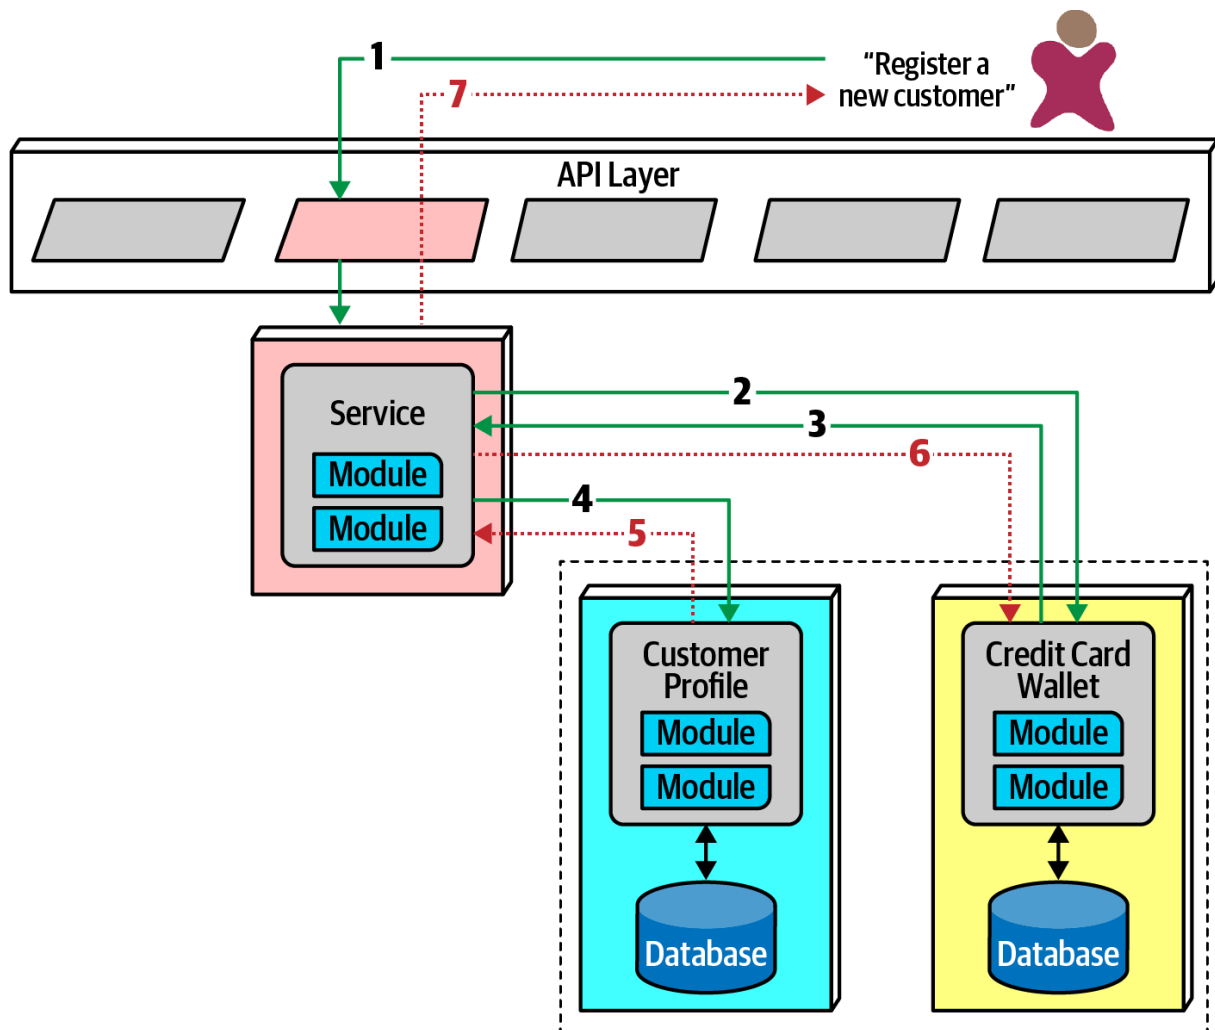 1
“Register a
new customer”
7
API Layer
Service
Module
Module
2
3
6
4
5
Customer
Profile
Module
Module
Database
Credit Card
Wallet
Module
Module
Database